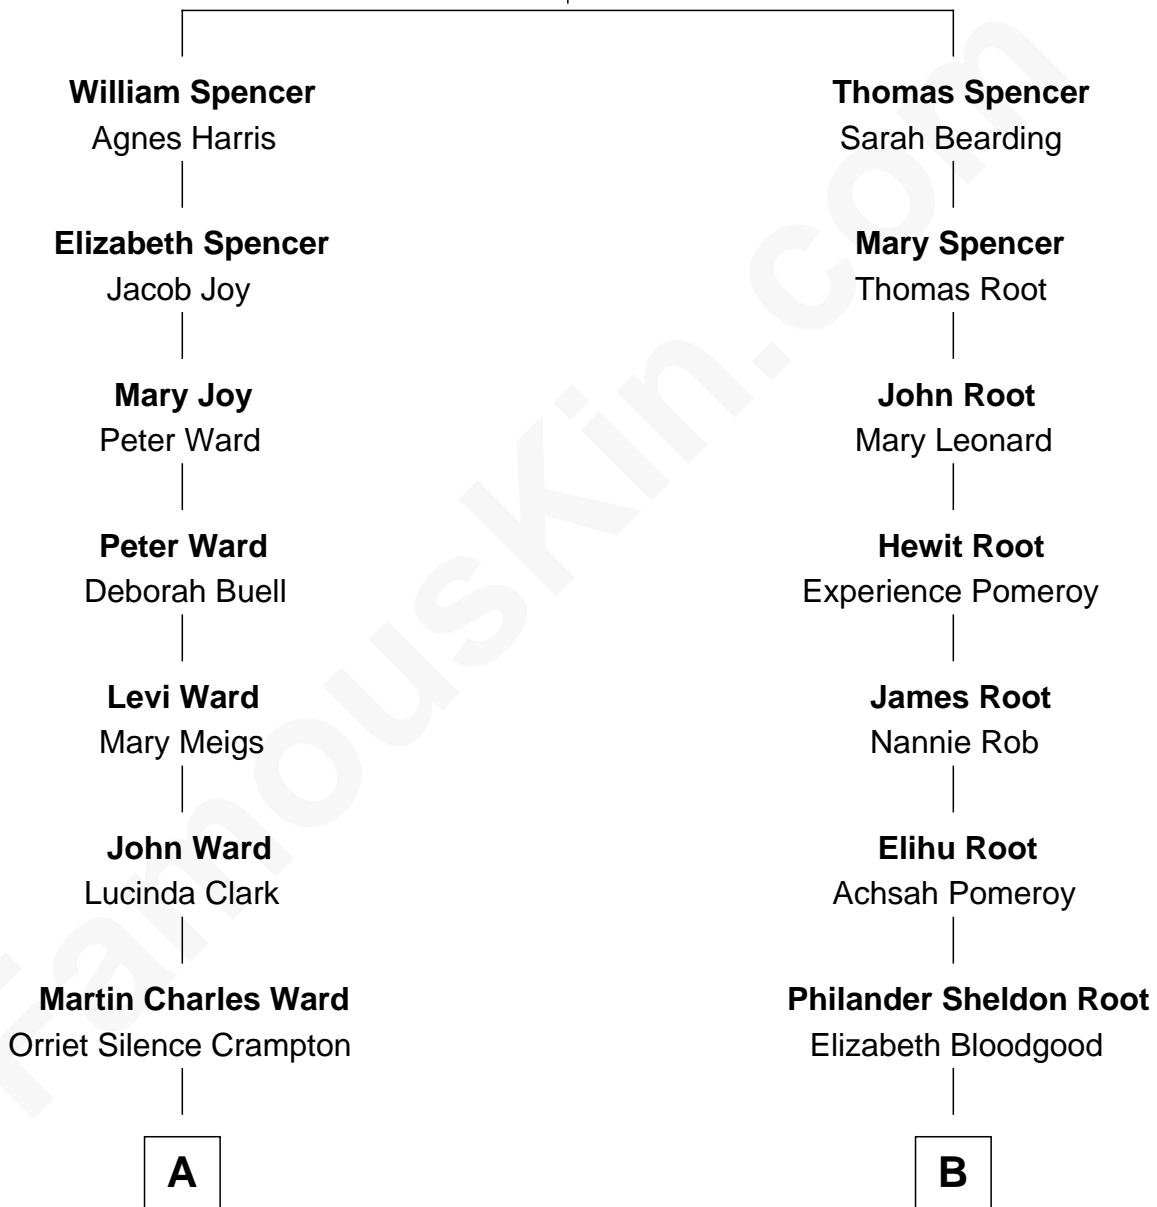 William Spencer
Agnes Harris
Elizabeth Spencer
Jacob Joy
Mary Joy
Peter Ward
Peter Ward
Deborah Buell
Levi Ward
Mary Meigs
John Ward
Lucinda Clark
Martin Charles Ward
Orriet Silence Crampton
A
Thomas Spencer
Sarah Bearding
Mary Spencer
Thomas Root
John Root
Mary Leonard
Hewit Root
Experience Pomeroy
James Root
Nannie Rob
Elihu Root
Achsah Pomeroy
Philander Sheldon Root
Elizabeth Bloodgood
B
FamousKin.com